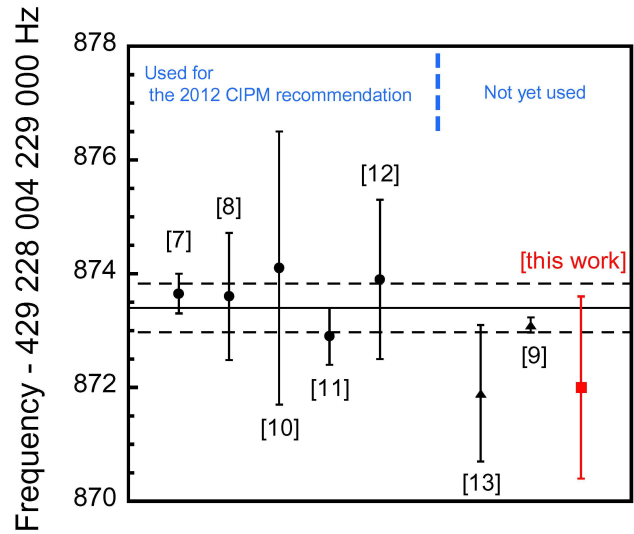 Frequency - 429 228 004 229 000 Hz
878
876
874
872
870
Used for
the 2012 CIPM recommendation
Not yet used
[7]
[8]
[12]
[this work]
[9]
[11]
[10]
[13]